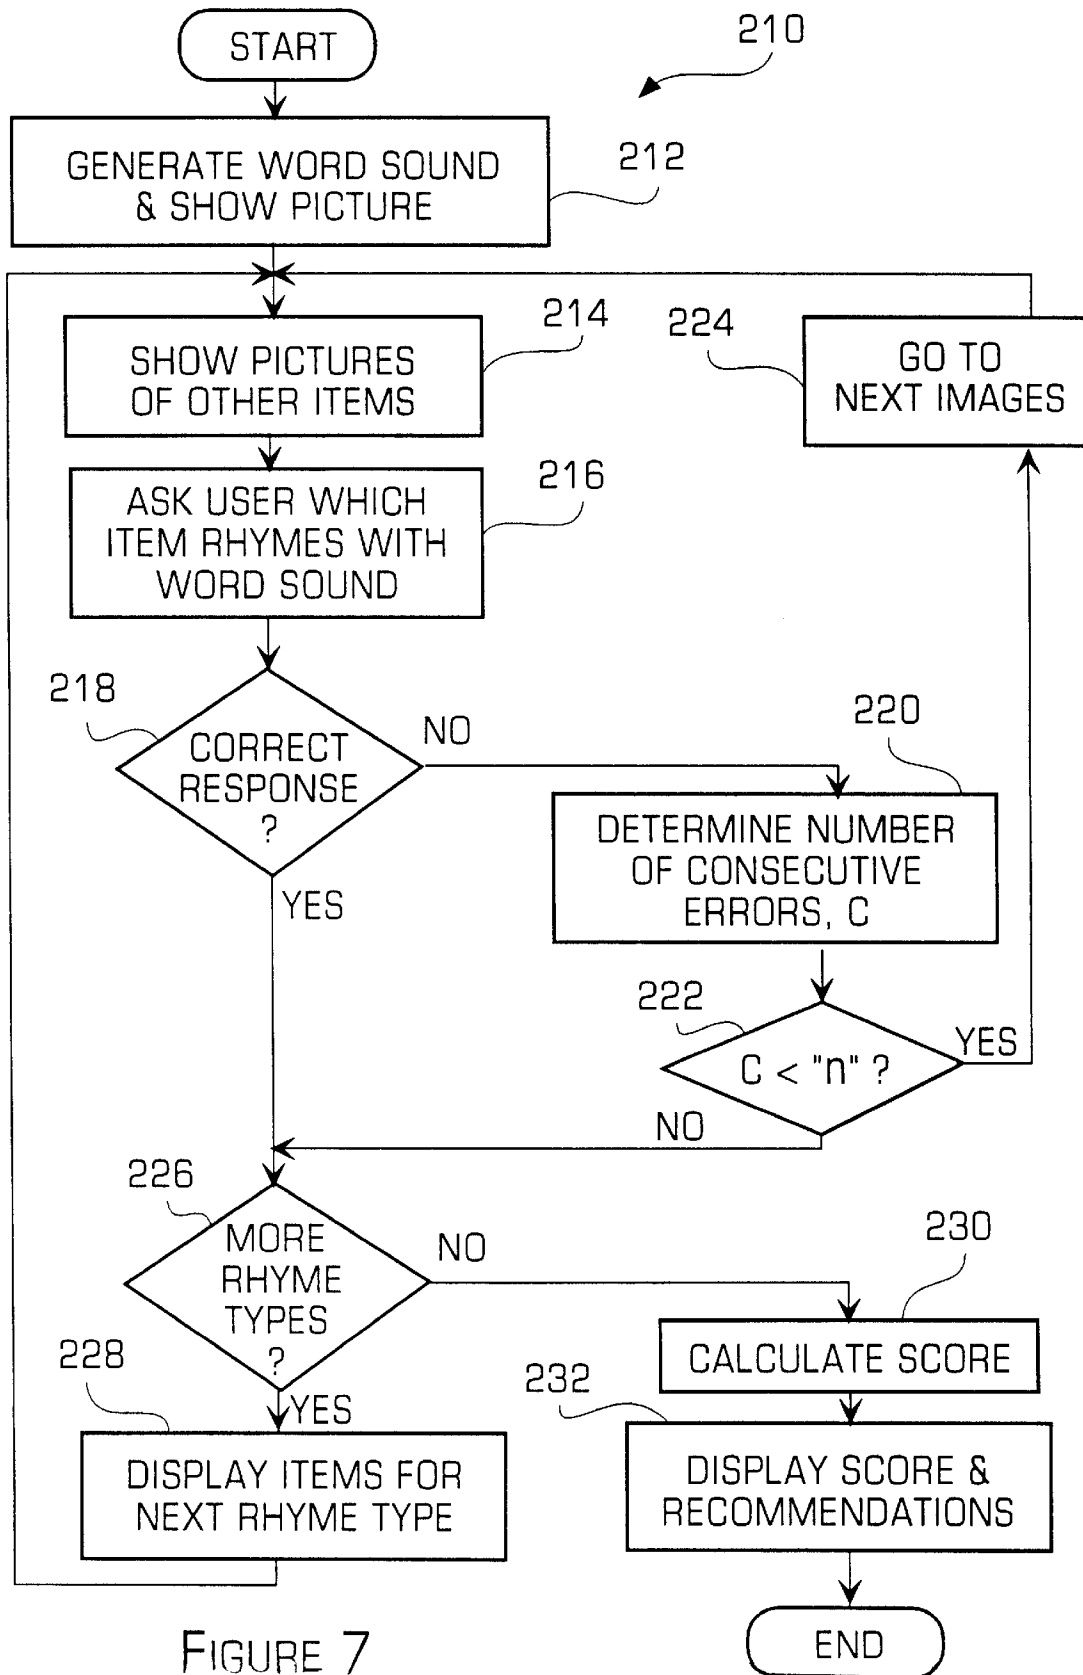 START
210
GENERATE WORD SOUND
& SHOW PICTURE
212
SHOW PICTURES
OF OTHER ITEMS
214
224
GO TO
NEXT IMAGES
ASK USER WHICH
ITEM RHYMES WITH
WORD SOUND
216
218
CORRECT
RESPONSE
?
NO
YES
220
DETERMINE NUMBER
OF CONSECUTIVE
ERRORS, C
222
C < "n" ?
YES
NO
226
MORE
RHYME
TYPES
?
NO
YES
228
DISPLAY ITEMS FOR
NEXT RHYME TYPE
230
CALCULATE SCORE
232
DISPLAY SCORE &
RECOMMENDATIONS
END
FIGURE 7